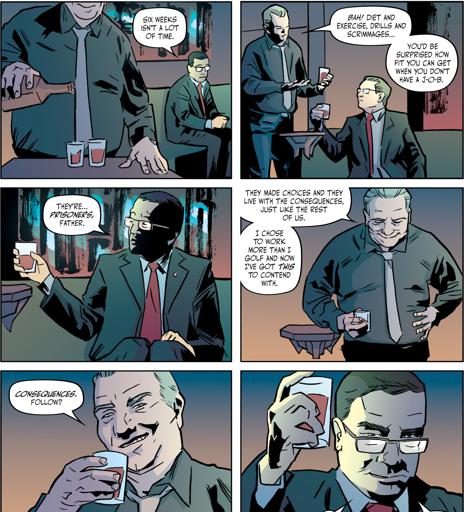 SIX WEEKS
ISN'T A LOT
OF TIME.
BAH! DIET AND
EXERCISE, DRILLS AND
SCRIMMAGES...
YOU'D BE
SURPRISED HOW
FIT YOU CAN GET
WHEN YOU DON'T
HAVE A J-O-B.
THEY'RE...
PRISONERS,
FATHER.
THEY MADE CHOICES AND THEY
LIVE WITH THE CONSEQUENCES,
JUST LIKE THE REST
OF US.
I CHOSE
TO WORK
MORE THAN I
GOLF AND NOW
I'VE GOT THIS
TO CONTEND
WITH.
CONSEQUENCES.
FOLLOW?